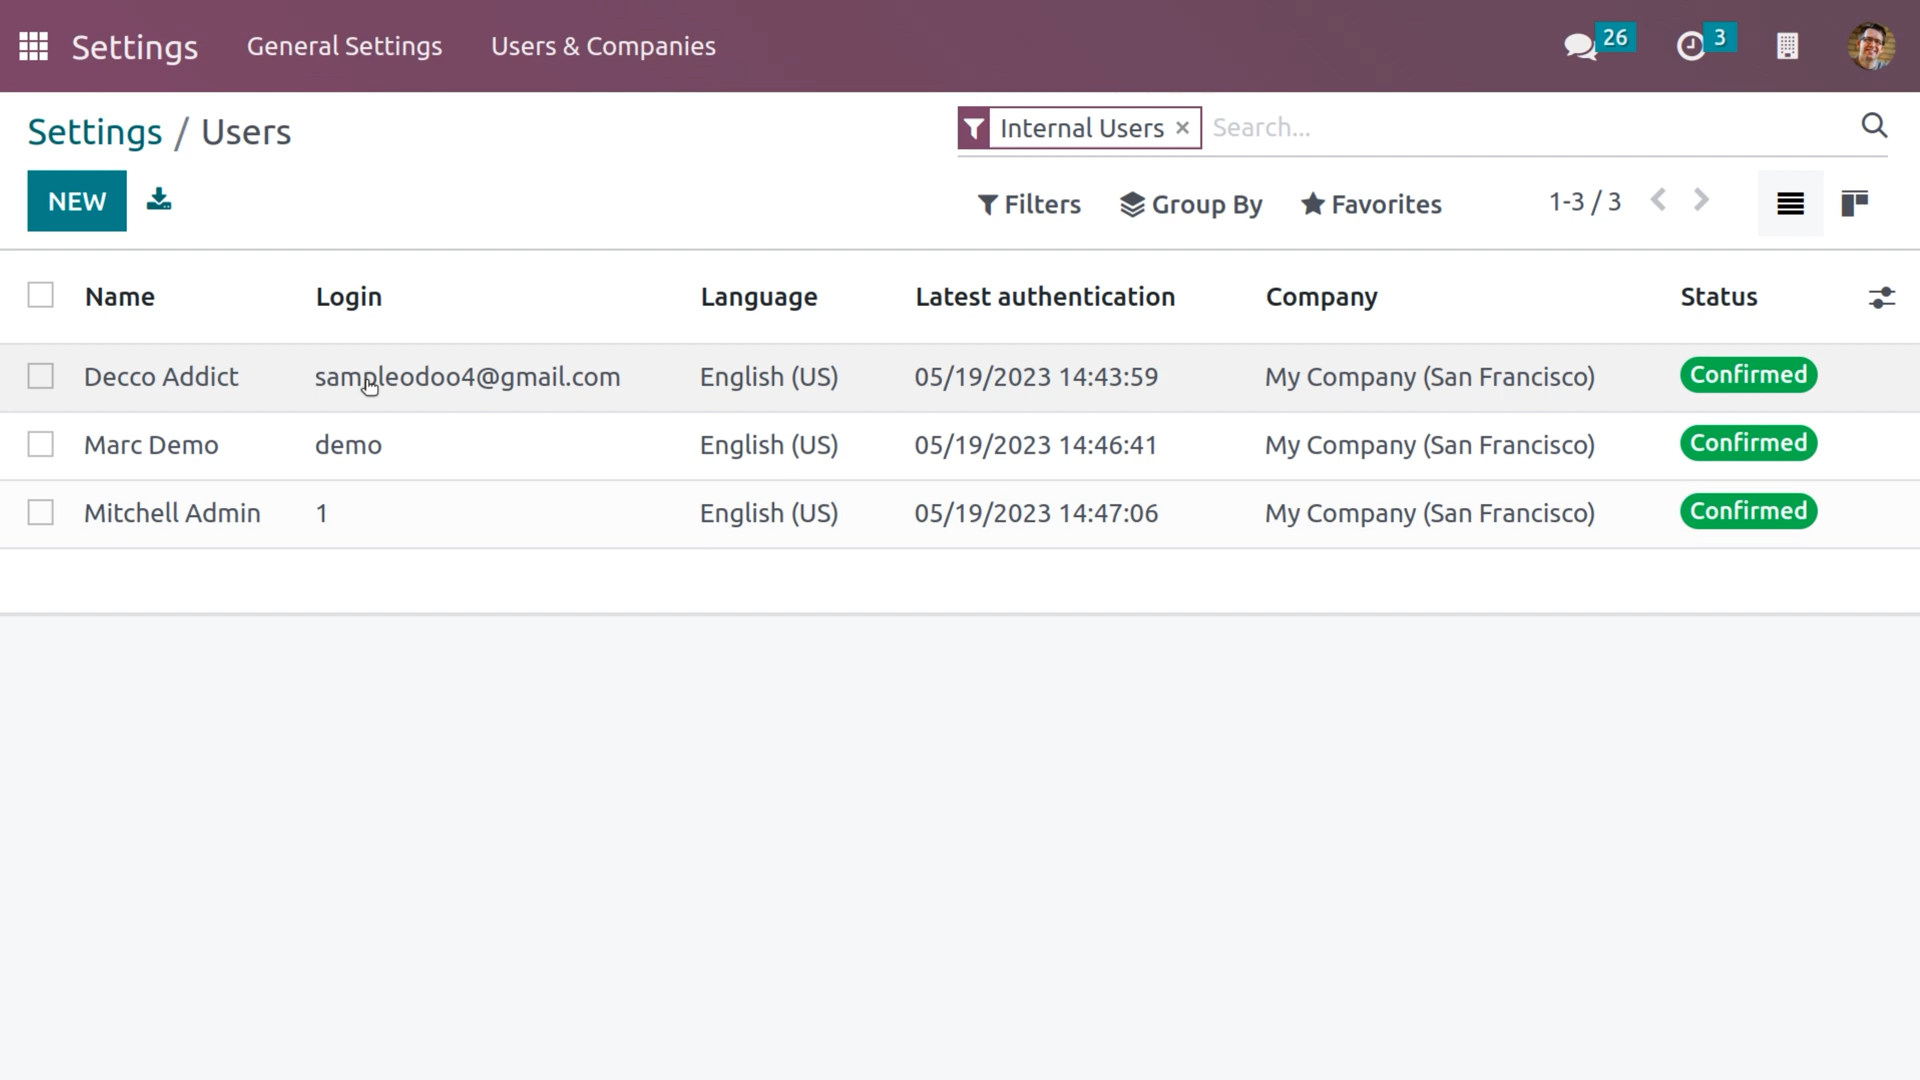 Settings General Settings Users & Companies 26 3
Settings / Users Internal Users × Search...
NEW Filters Group By Favorites 1-3 / 3
Name Login Language Latest authentication Company Status
Decco Addict sampleodoo4@gmail.com English (US) 05/19/2023 14:43:59 My Company (San Francisco) Confirmed
Marc Demo demo English (US) 05/19/2023 14:46:41 My Company (San Francisco) Confirmed
Mitchell Admin 1 English (US) 05/19/2023 14:47:06 My Company (San Francisco) Confirmed